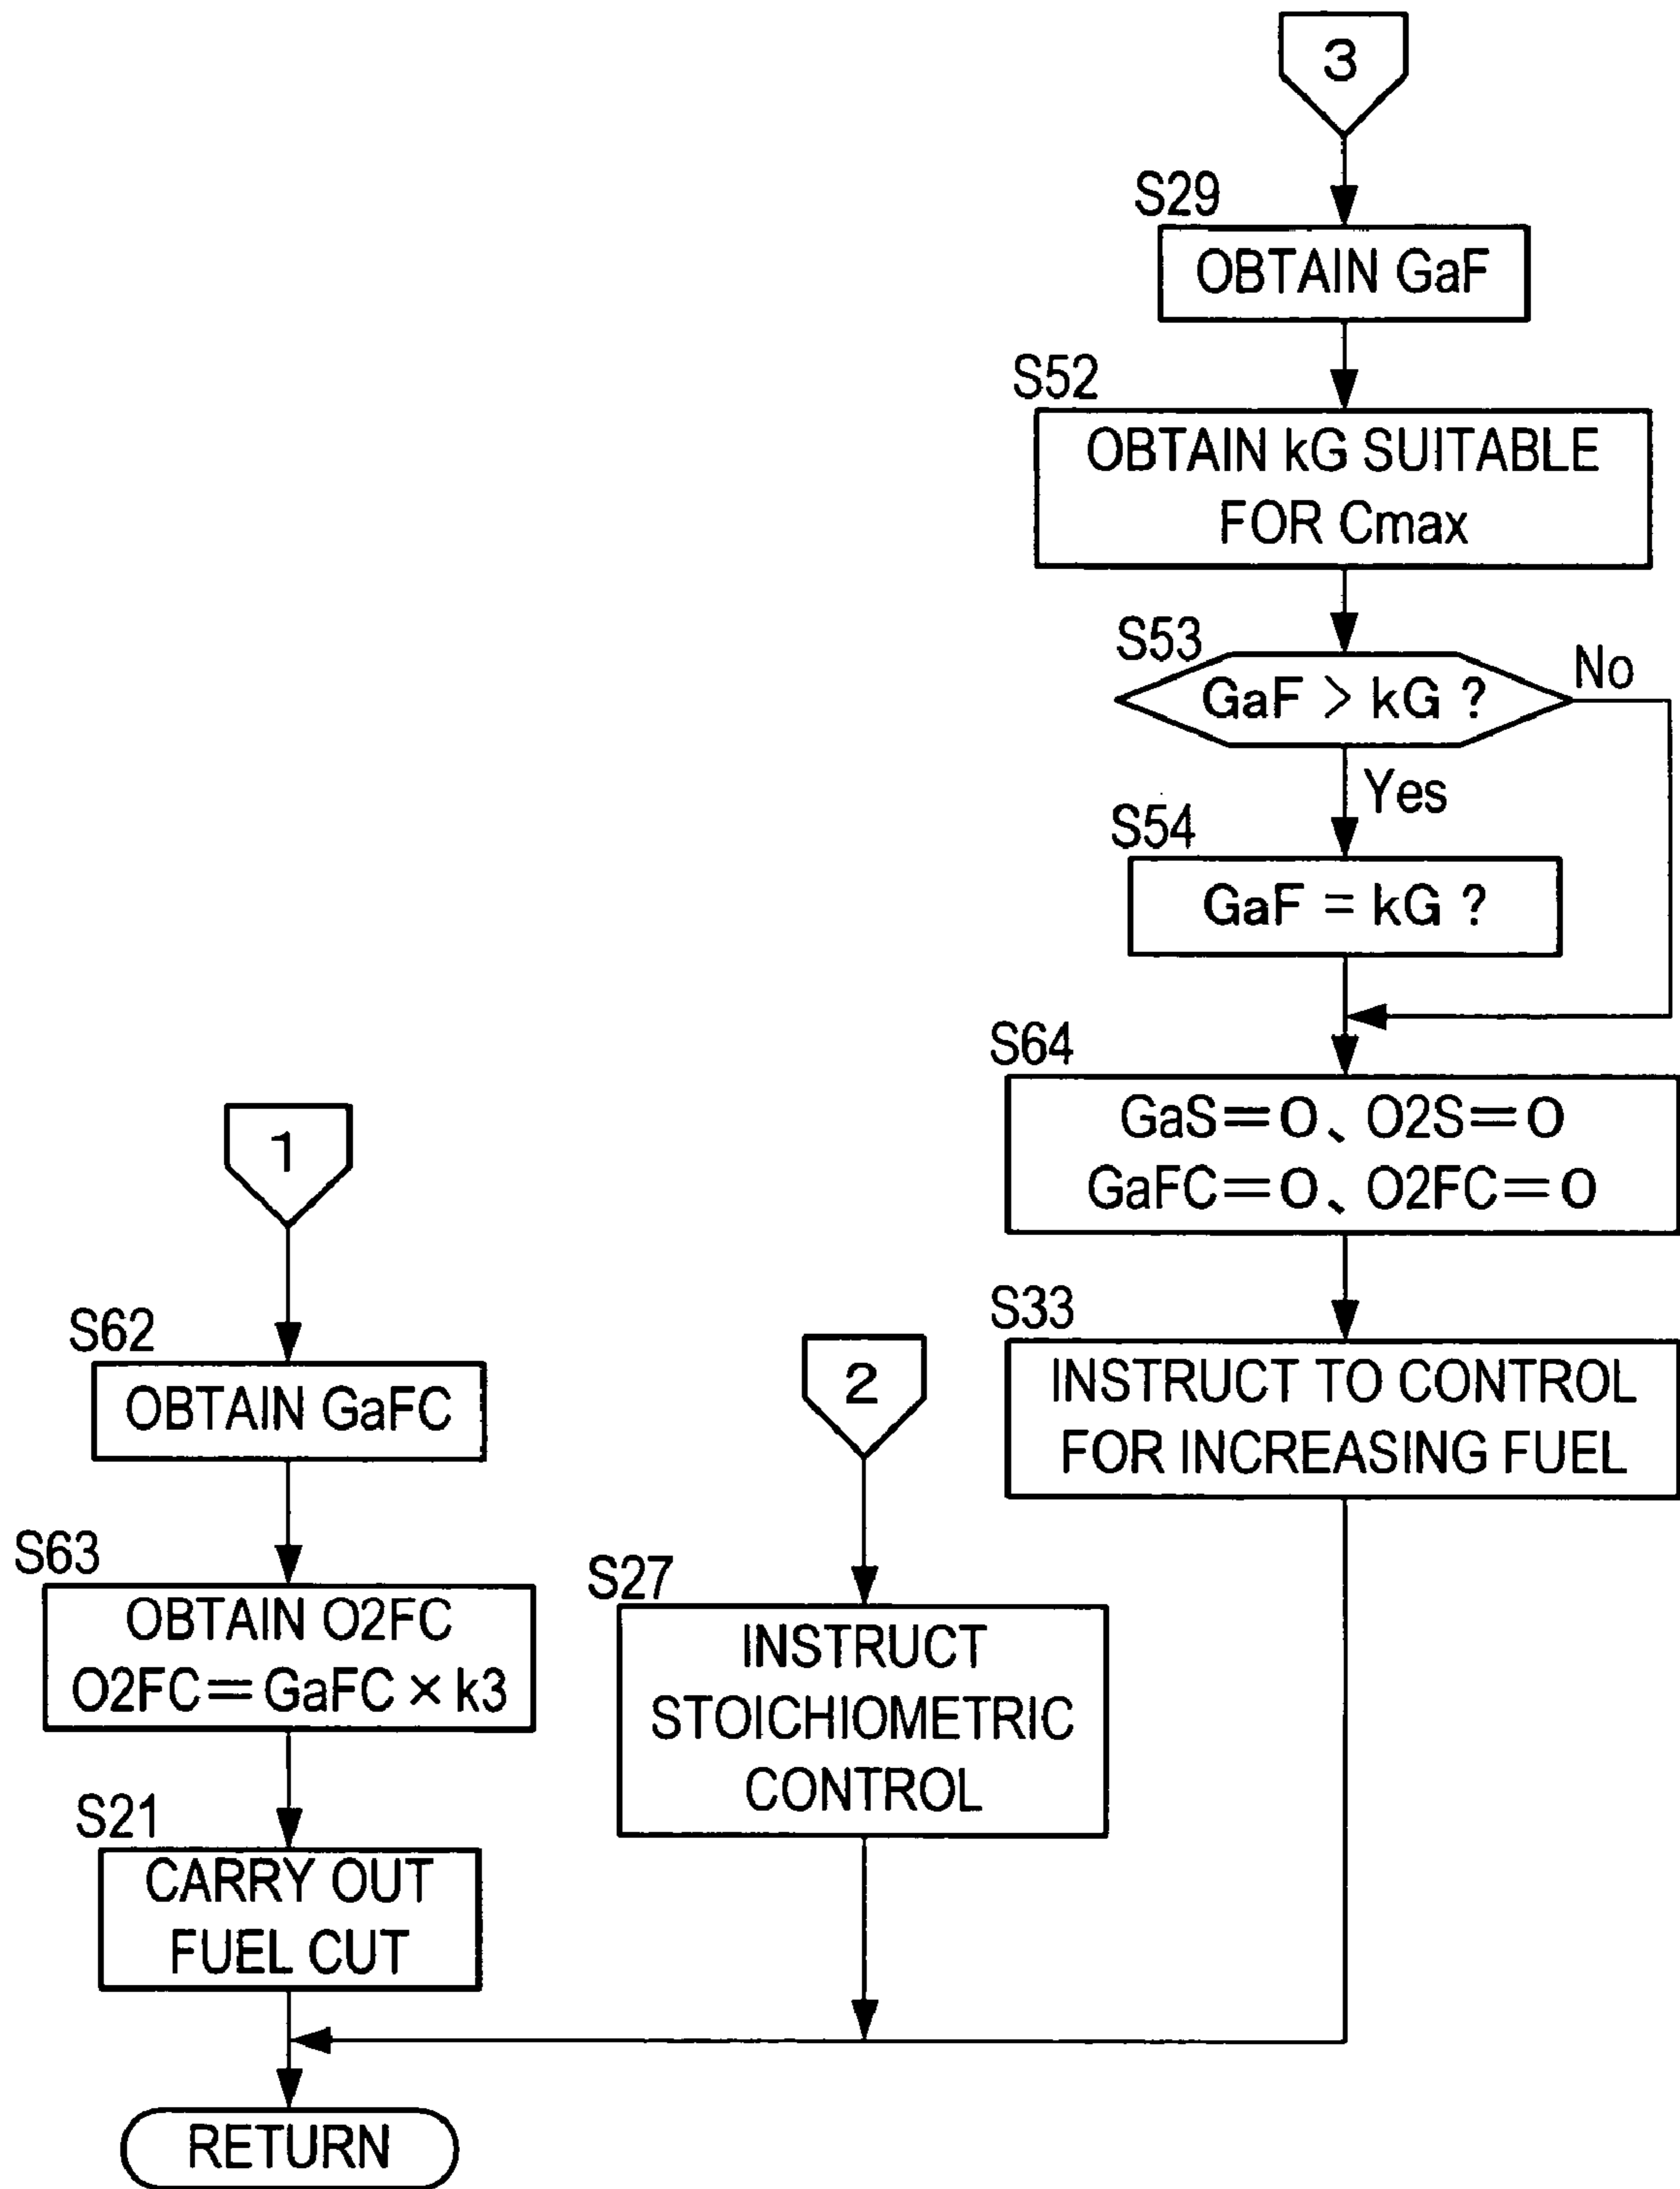 3
S29
OBTAIN GaF
S52
OBTAIN kG SUITABLE
FOR Cmax
S53
GaF > kG ?
No
Yes
S54
GaF = kG ?
S64
GaS=0、O2S=0
GaFC=0、O2FC=0
S33
INSTRUCT TO CONTROL
FOR INCREASING FUEL
1
S62
OBTAIN GaFC
S63
OBTAIN O2FC
O2FC=GaFC×k3
S21
CARRY OUT
FUEL CUT
2
S27
INSTRUCT
STOICHIOMETRIC
CONTROL
RETURN